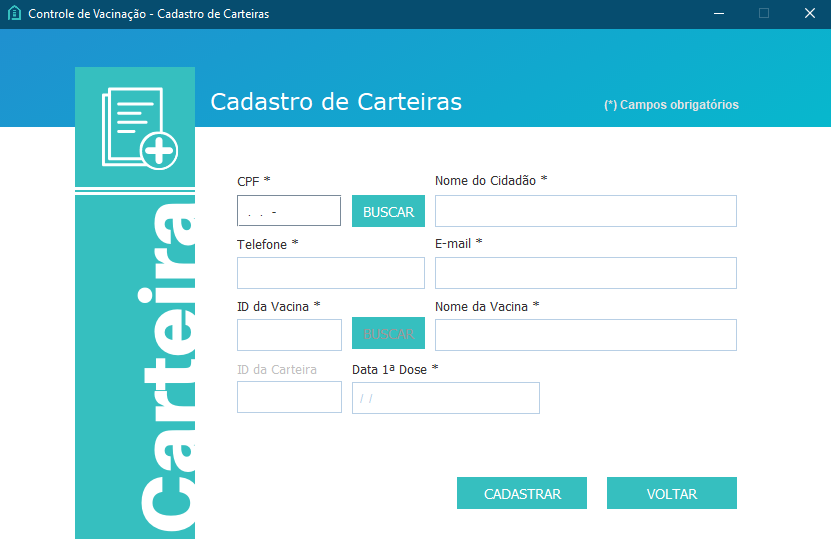 Controle de Vacinação - Cadastro de Carteiras
Cadastro de Carteiras
(*) Campos obrigatórios
Carteira
CPF *
Nome do Cidadão *
. . -
BUSCAR
Telefone *
E-mail *
ID da Vacina *
Nome da Vacina *
BUSCAR
ID da Carteira
Data 1ª Dose *
/ /
CADASTRAR
VOLTAR